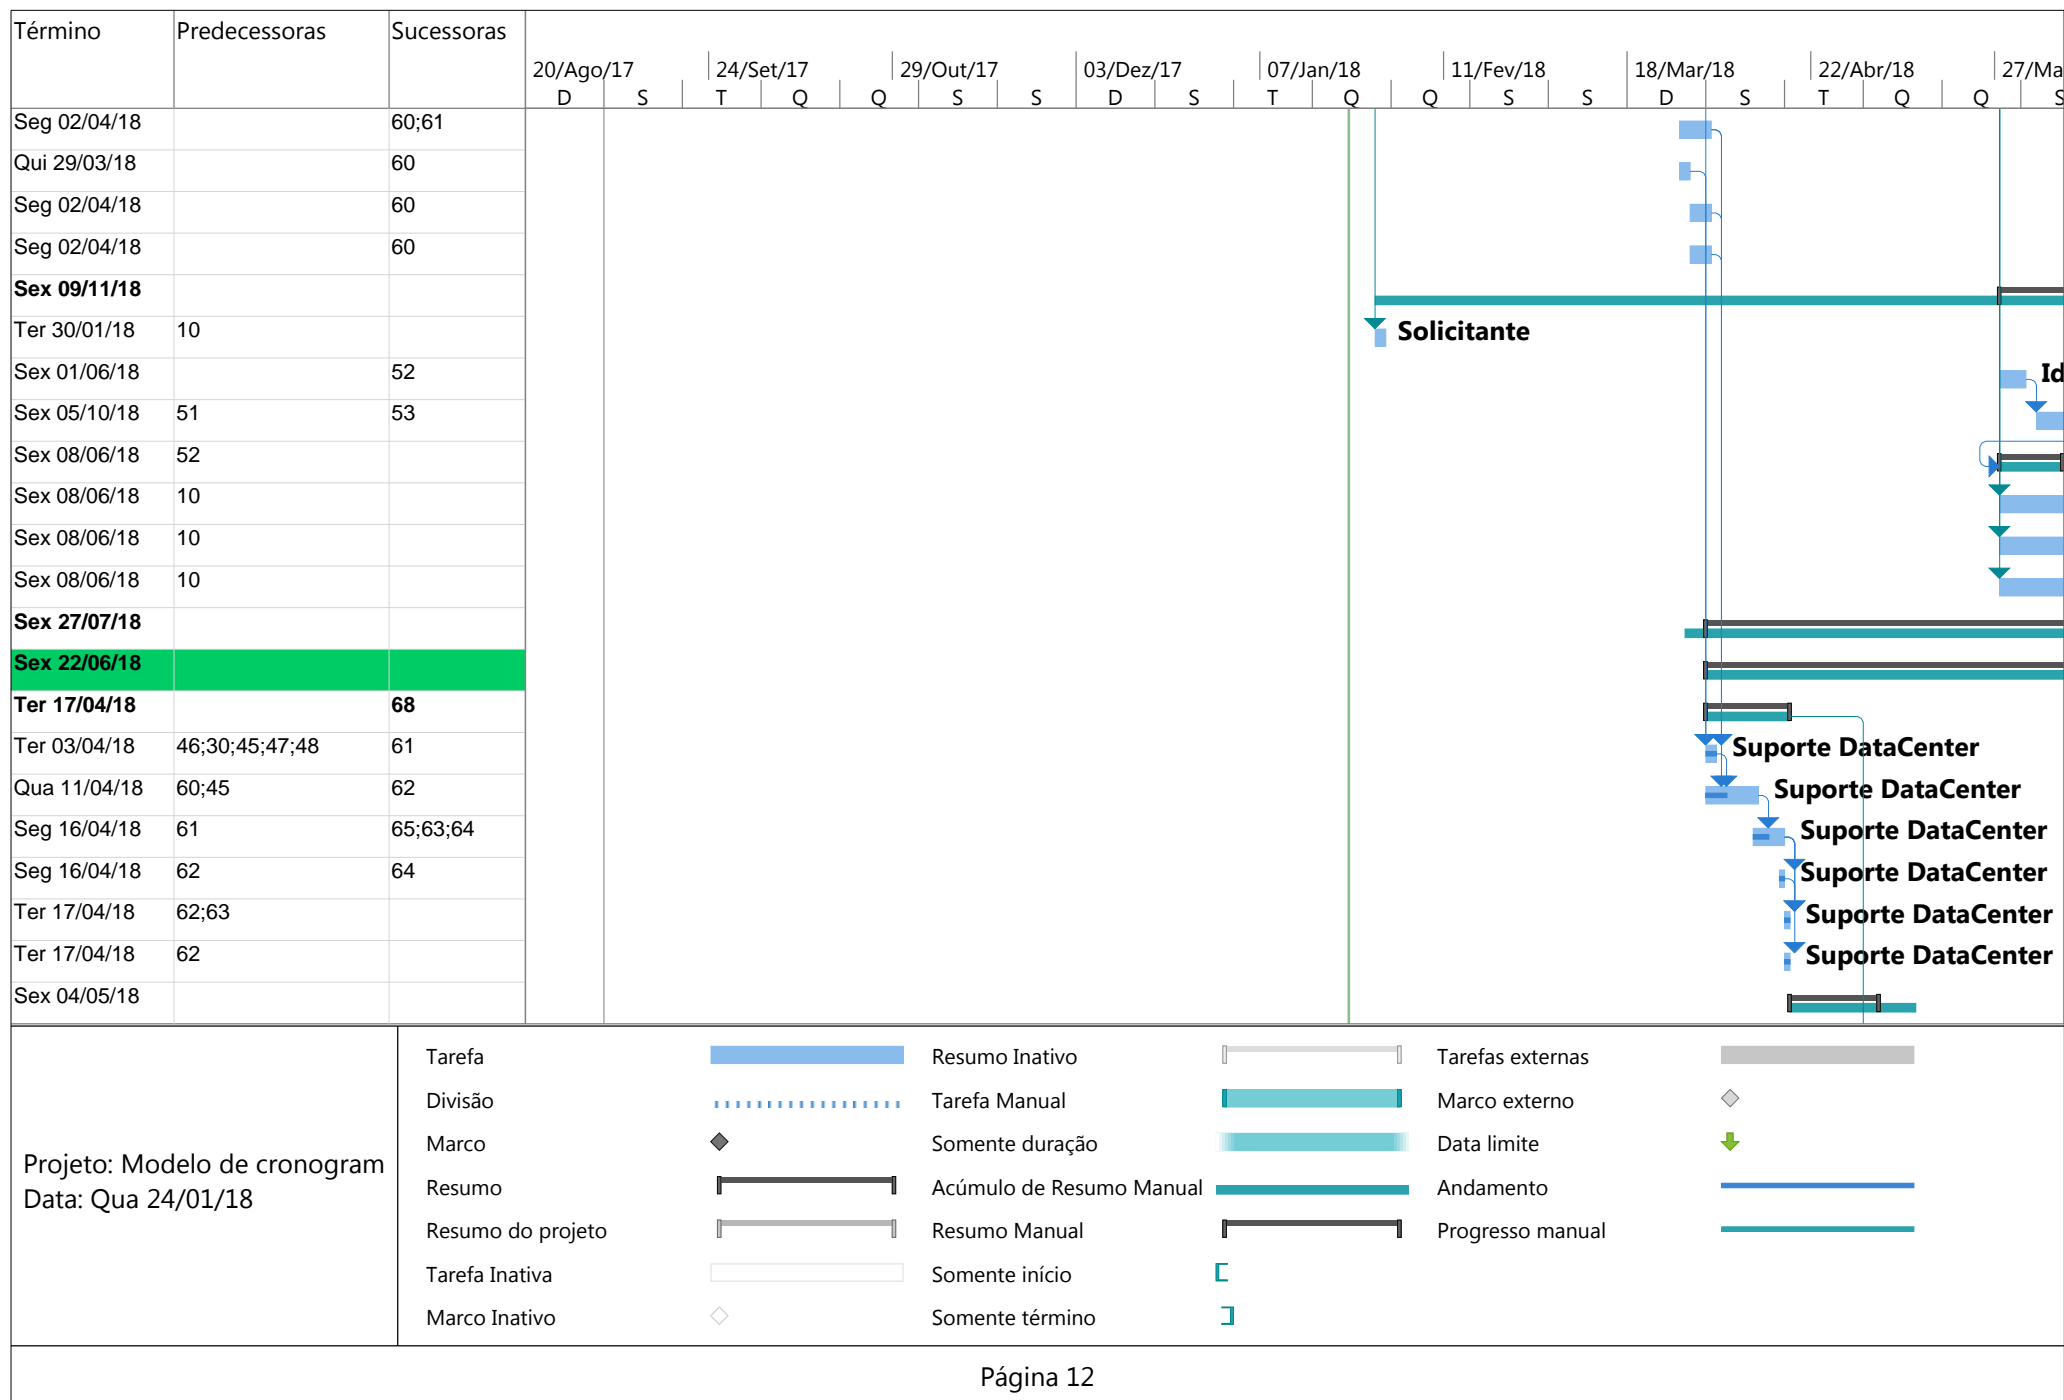 Término Predecessoras Sucessoras
20/Ago/17 24/Set/17 29/Out/17 03/Dez/17 07/Jan/18 11/Fev/18 18/Mar/18 22/Abr/18 27/Ma
D S T Q Q S S D S T Q Q S S D S T Q Q S
Seg 02/04/18 60;61
Qui 29/03/18 60
Seg 02/04/18 60
Seg 02/04/18 60
Sex 09/11/18
Ter 30/01/18 10 Solicitante
Sex 01/06/18 52 Id
Sex 05/10/18 51 53
Sex 08/06/18 52
Sex 08/06/18 10
Sex 08/06/18 10
Sex 08/06/18 10
Sex 27/07/18
Sex 22/06/18
Ter 17/04/18 68
Ter 03/04/18 46;30;45;47;48 61 Suporte DataCenter
Qua 11/04/18 60;45 62 Suporte DataCenter
Seg 16/04/18 61 65;63;64 Suporte DataCenter
Seg 16/04/18 62 64 Suporte DataCenter
Ter 17/04/18 62;63 Suporte DataCenter
Ter 17/04/18 62 Suporte DataCenter
Sex 04/05/18
Projeto: Modelo de cronogram
Data: Qua 24/01/18
Tarefa
Divisão
Marco
Resumo
Resumo do projeto
Tarefa Inativa
Marco Inativo
Resumo Inativo
Tarefa Manual
Somente duração
Acúmulo de Resumo Manual
Resumo Manual
Somente início
Somente término
Tarefas externas
Marco externo
Data limite
Andamento
Progresso manual
Página 12